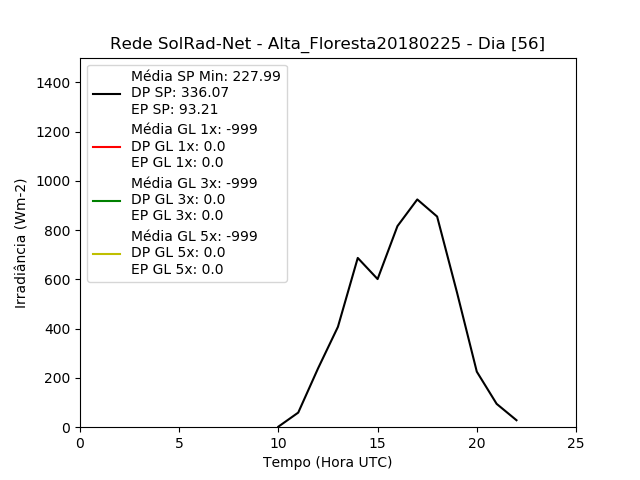 Rede SolRad-Net - Alta_Floresta20180225 - Dia [56]
Média SP Min: 227.99
DP SP: 336.07
EP SP: 93.21
Média GL 1x: -999
DP GL 1x: 0.0
EP GL 1x: 0.0
Média GL 3x: -999
DP GL 3x: 0.0
EP GL 3x: 0.0
Média GL 5x: -999
DP GL 5x: 0.0
EP GL 5x: 0.0
Irradiância (Wm-2)
1400
1200
1000
800
600
400
200
0
0 5 10 15 20 25
Tempo (Hora UTC)